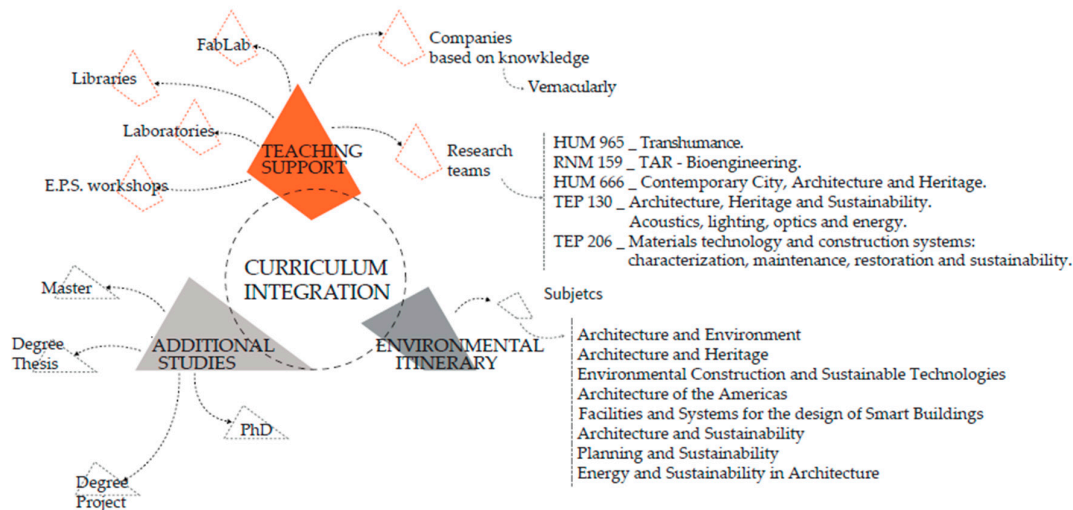 FabLab
Companies
based on knowkledge
Vernacularly
Libraries
Laboratories
TEACHING
SUPPORT
E.P.S. workshops
Research
teams
HUM 965 _ Transhumance.
RNM 159 _ TAR - Bioengineering.
HUM 666 _ Contemporary City, Architecture and Heritage.
TEP 130 _ Architecture, Heritage and Sustainability.
Acoustics, lighting, optics and energy.
TEP 206 _ Materials technology and construction systems:
characterization, maintenance, restoration and sustainability.
CURRICULUM
INTEGRATION
Master
Degree
Thesis
ADDITIONAL
STUDIES
PhD
Degree
Project
ENVIRONMENTAL
ITINERARY
Subjetcs
Architecture and Environment
Architecture and Heritage
Environmental Construction and Sustainable Technologies
Architecture of the Americas
Facilities and Systems for the design of Smart Buildings
Architecture and Sustainability
Planning and Sustainability
Energy and Sustainability in Architecture